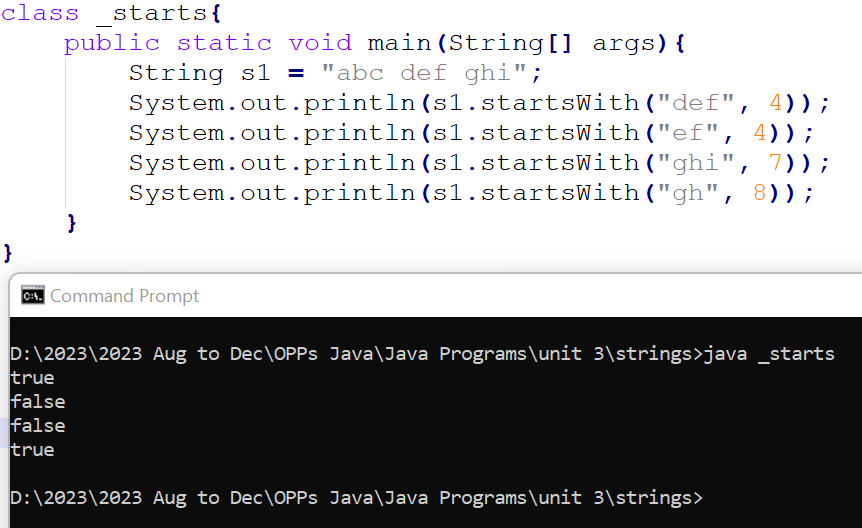 class _starts{
public static void main(String[] args){
String s1 = "abc def ghi";
System.out.println(s1.startsWith("def", 4));
System.out.println(s1.startsWith("ef", 4));
System.out.println(s1.startsWith("ghi", 7));
System.out.println(s1.startsWith("gh", 8));
}
}
C:\. Command Prompt
D:\2023\2023 Aug to Dec\OPPs Java\Java Programs\unit 3\strings>java _starts
true
false
false
true
D:\2023\2023 Aug to Dec\OPPs Java\Java Programs\unit 3\strings>